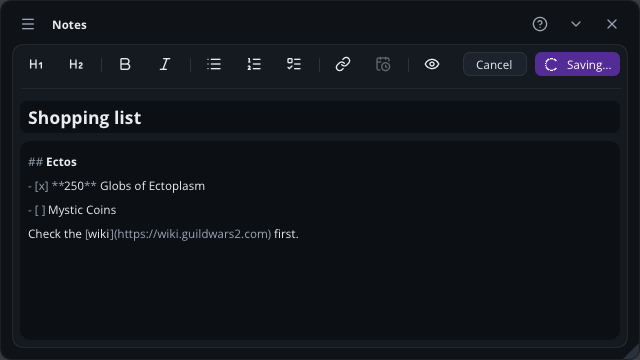 Notes
H1 H2 B I Cancel Saving...
Shopping list
## Ectos
- [x] **250** Globs of Ectoplasm
- [ ] Mystic Coins
Check the [wiki](https://wiki.guildwars2.com) first.